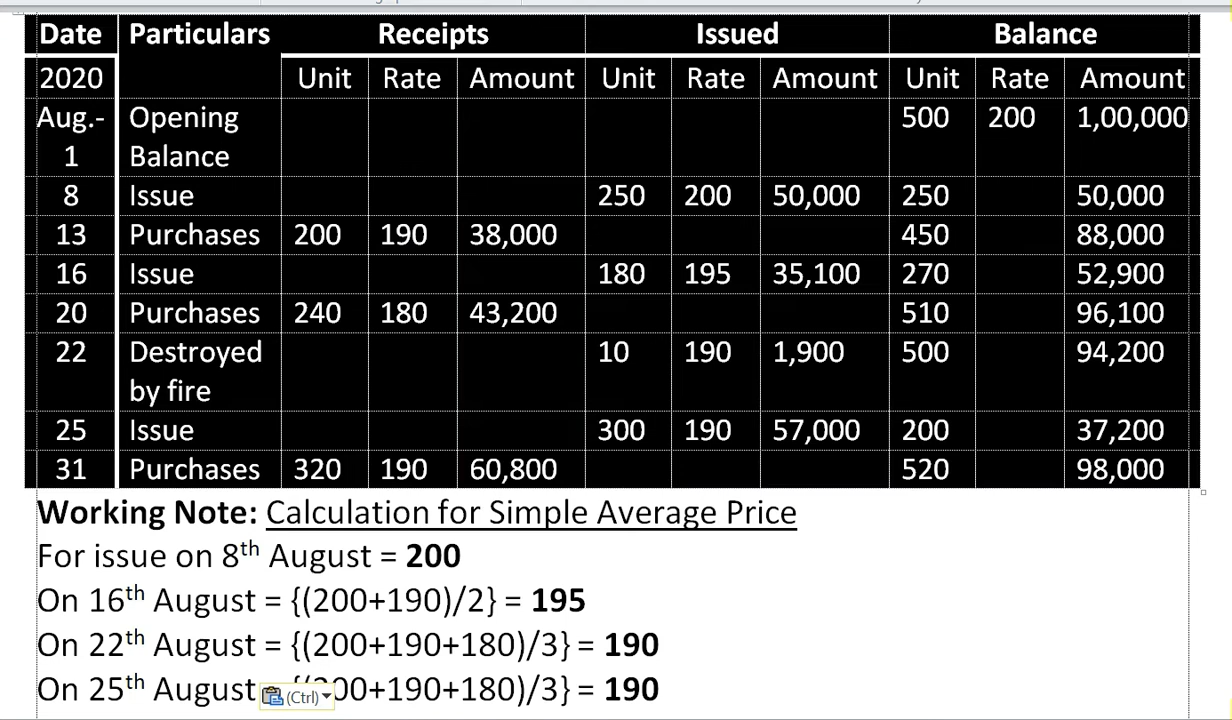 Date Particulars Receipts Issued Balance
2020 Unit Rate Amount Unit Rate Amount Unit Rate Amount
Aug.- Opening 500 200 1,00,000
1 Balance
8 Issue 250 200 50,000 250 50,000
13 Purchases 200 190 38,000 450 88,000
16 Issue 180 195 35,100 270 52,900
20 Purchases 240 180 43,200 510 96,100
22 Destroyed 10 190 1,900 500 94,200
by fire
25 Issue 300 190 57,000 200 37,200
31 Purchases 320 190 60,800 520 98,000
Working Note: Calculation for Simple Average Price
For issue on 8th August = 200
On 16th August = {(200+190)/2} = 195
On 22th August = {(200+190+180)/3} = 190
On 25th August 00+190+180)/3} = 190
(Ctrl)